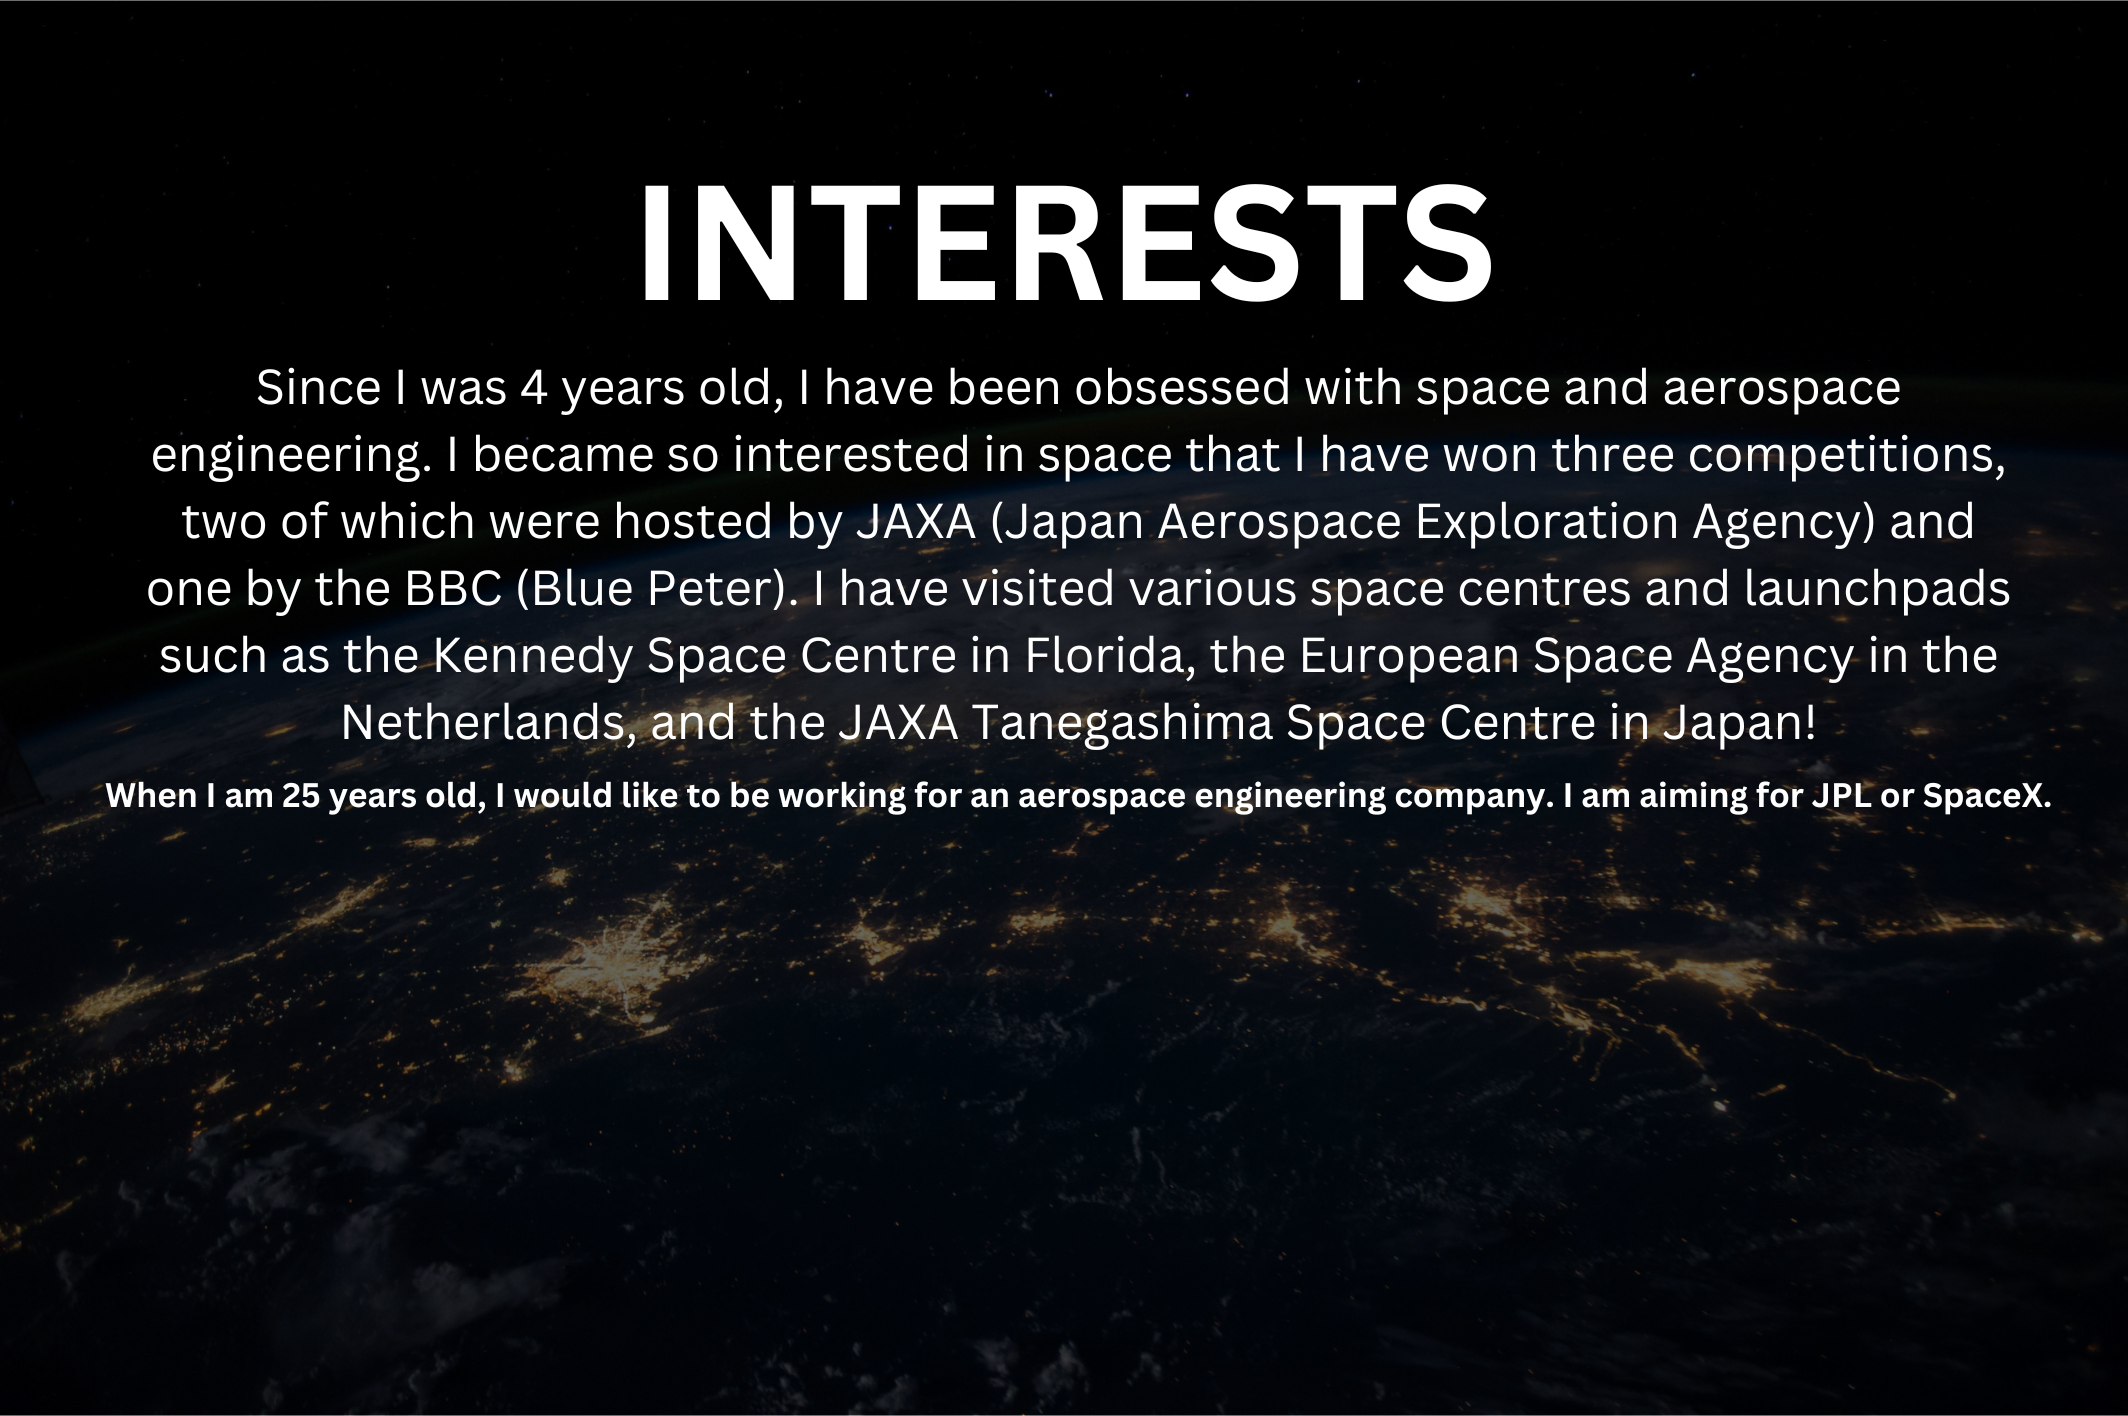 INTERESTS
Since I was 4 years old, I have been obsessed with space and aerospace
engineering. I became so interested in space that I have won three competitions,
two of which were hosted by JAXA (Japan Aerospace Exploration Agency) and
one by the BBC (Blue Peter). I have visited various space centres and launchpads
such as the Kennedy Space Centre in Florida, the European Space Agency in the
Netherlands, and the JAXA Tanegashima Space Centre in Japan!
When I am 25 years old, I would like to be working for an aerospace engineering company. I am aiming for JPL or SpaceX.